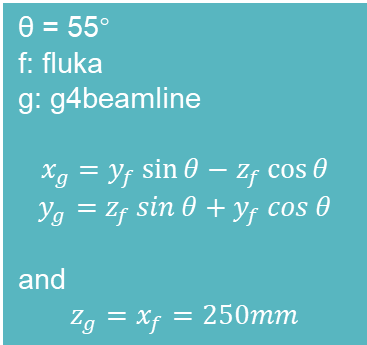 θ = 55°
f: fluka
g: g4beamline
x_g = y_f sin θ − z_f cos θ
y_g = z_f sin θ + y_f cos θ
and
z_g = x_f = 250mm